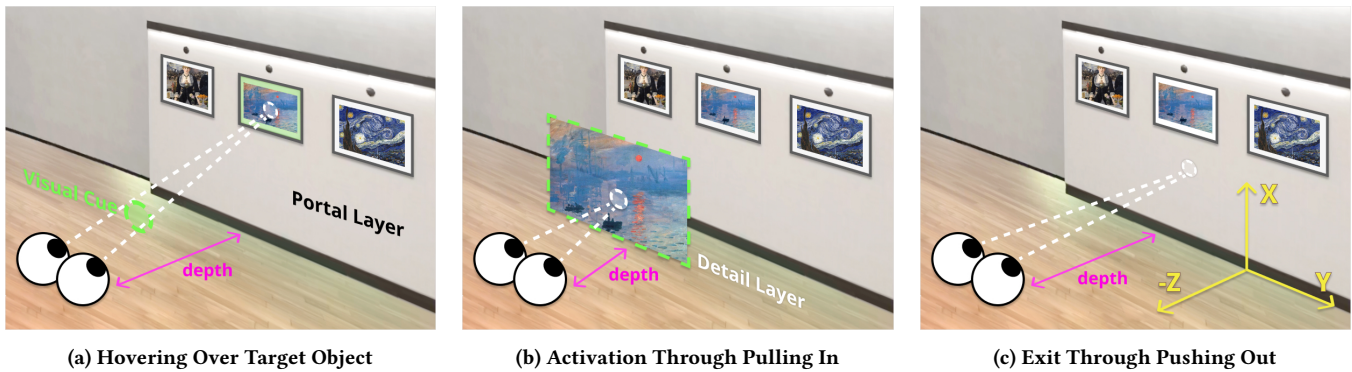 Visual Cue
Portal Layer
depth
Detail Layer
depth
X
-Z
Y
depth
(a) Hovering Over Target Object
(b) Activation Through Pulling In
(c) Exit Through Pushing Out